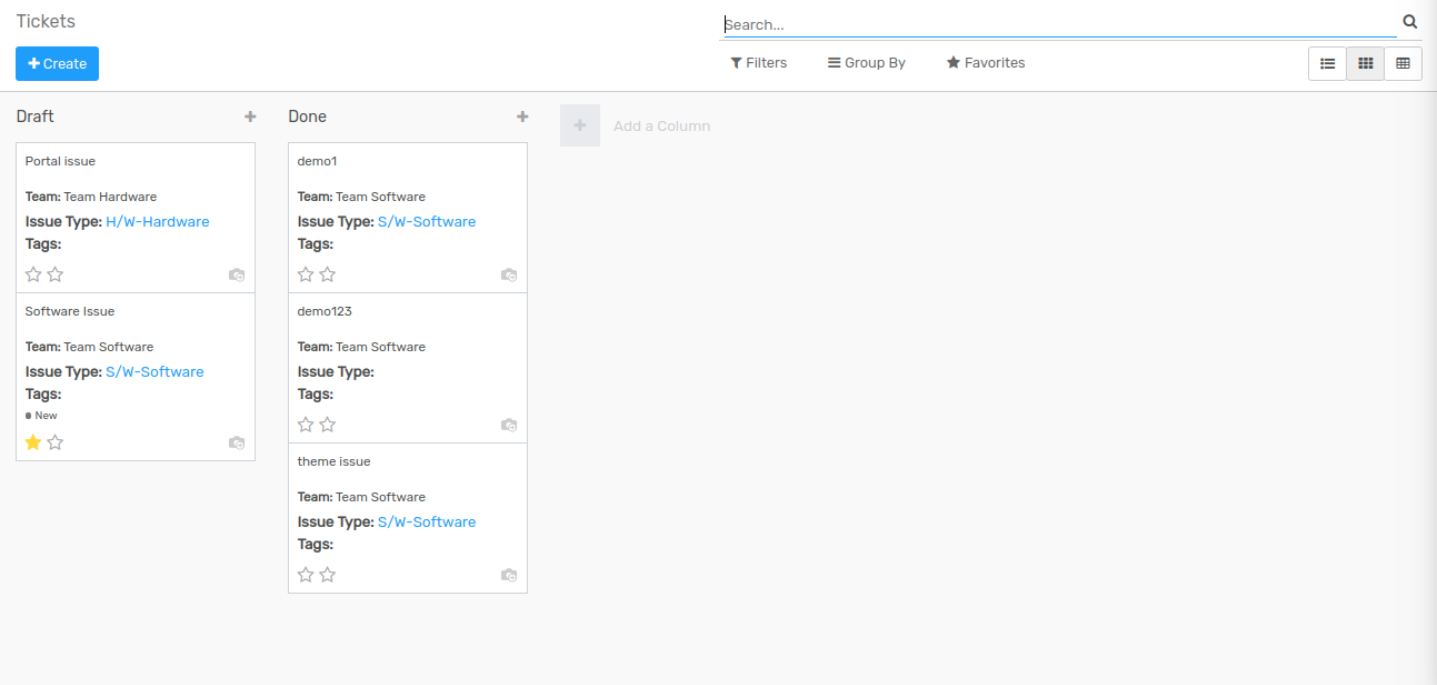 Tickets
Search...
Create
Filters
Group By
Favorites
Draft
Done
Add a Column
Portal issue
Team: Team Hardware
Issue Type: H/W-Hardware
Tags:
Software Issue
Team: Team Software
Issue Type: S/W-Software
Tags:
New
demo1
Team: Team Software
Issue Type: S/W-Software
Tags:
demo123
Team: Team Software
Issue Type:
Tags:
theme issue
Team: Team Software
Issue Type: S/W-Software
Tags: